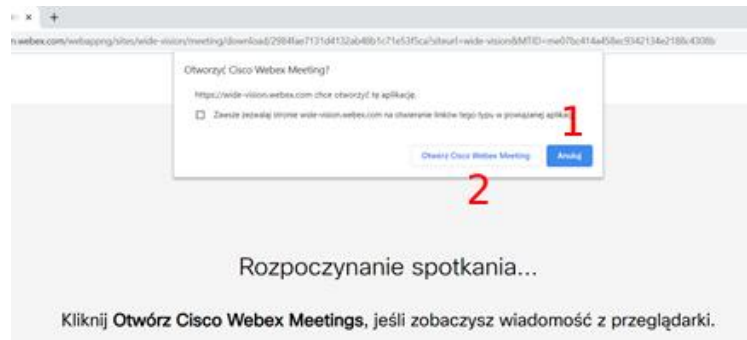 Otworzyć Cisco Webex Meeting?
https://wide-vision.webex.com chce otworzyć tę aplikację.
Zawsze zezwalaj stronie wide-vision.webex.com na otwieranie linków tego typu w powiązanej aplikacji
1
Otwórz Cisco Webex Meeting
Anuluj
2
Rozpoczynanie spotkania...
Kliknij Otwórz Cisco Webex Meetings, jeśli zobaczysz wiadomość z przeglądarki.